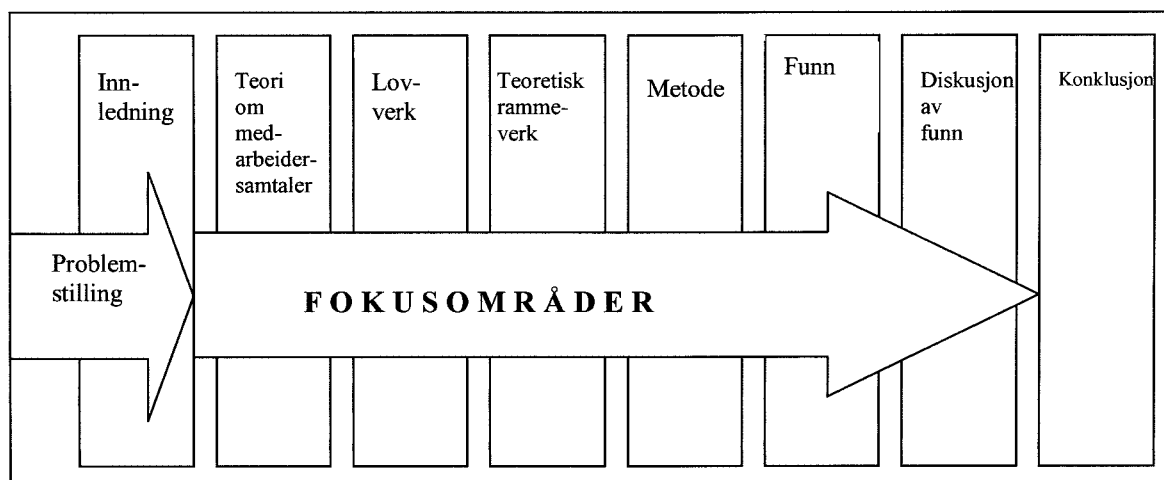 Inn-
ledning
Teori
om
med-
arbeider-
samtaler
Lov-
verk
Teoretisk
ramme-
verk
Metode
Funn
Diskusjon
av
funn
Konklusjon
Problem-
stilling
FOKUSOMRÅDER